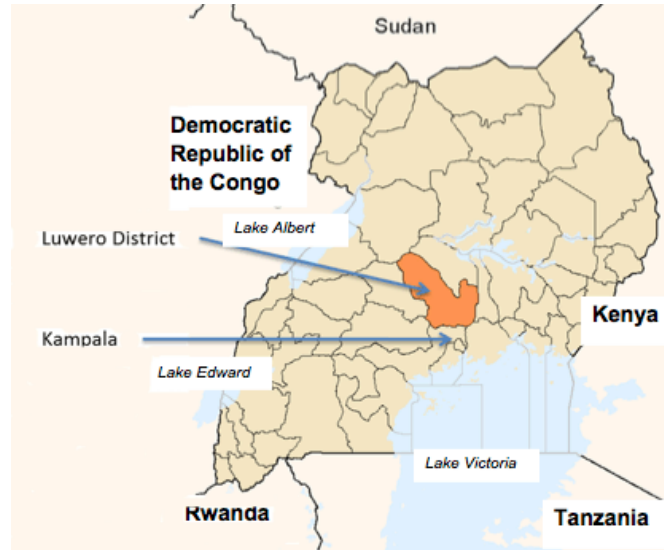 Sudan
Democratic
Republic of
the Congo
Lake Albert
Luwero District
Kenya
Kampala
Lake Edward
Lake Victoria
Rwanda
Tanzania